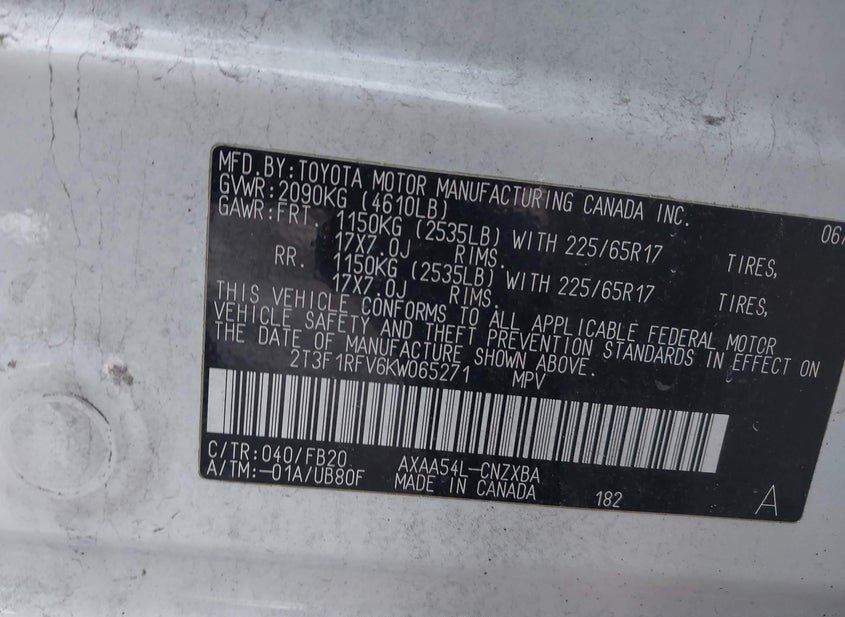 MFD.BY:TOYOTA MOTOR MANUFACTURING CANADA INC.
GVWR:2090KG (4610LB)
GAWR:FRT. 1150KG (2535LB) WITH 225/65R17 TIRES,
17X7.0J RIMS.
RR. 1150KG (2535LB) WITH 225/65R17 TIRES,
17X7.0J RIMS.
THIS VEHICLE CONFORMS TO ALL APPLICABLE FEDERAL MOTOR
VEHICLE SAFETY AND THEFT PREVENTION STANDARDS IN EFFECT ON
THE DATE OF MANUFACTURE SHOWN ABOVE.
2T3F1RFV6KW065271 MPV
C/TR:040/FB20 AXAA54L-CNZXBA
A/TM:-01A/UB80F MADE IN CANADA 182 A